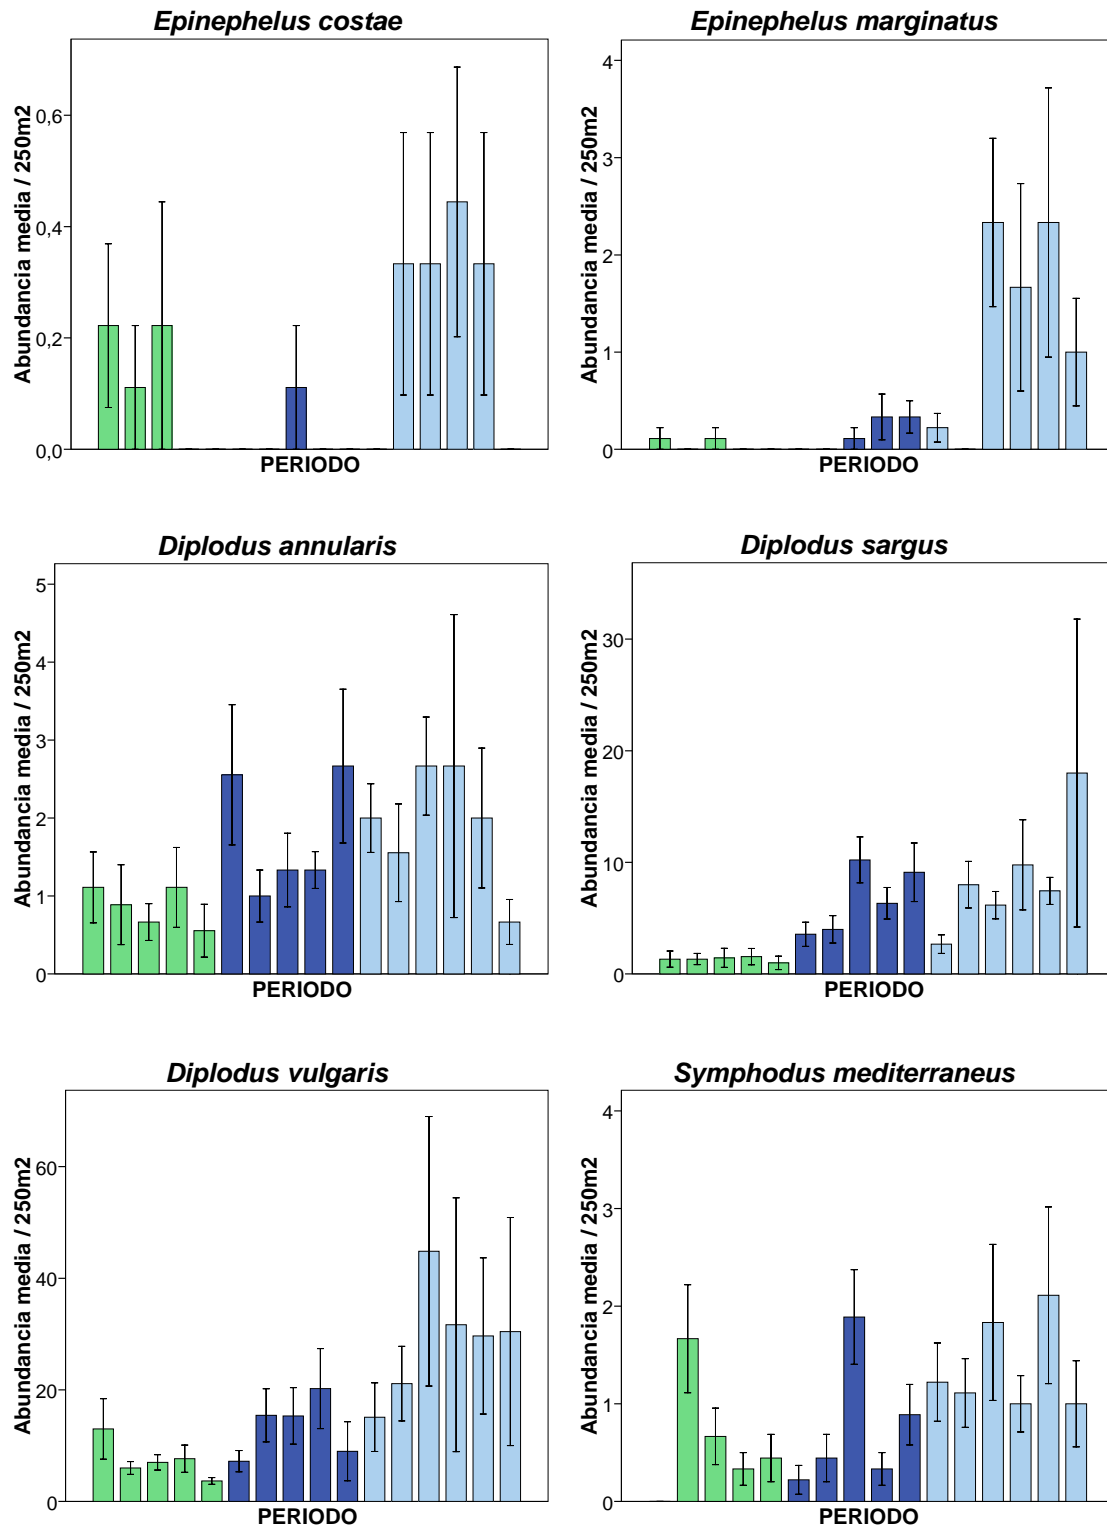 Epinephelus costae
Abundancia media / 250m2
0,6
0,4
0,2
0,0
PERIODO
Epinephelus marginatus
Abundancia media / 250m2
4
3
2
1
0
PERIODO
Diplodus annularis
Abundancia media / 250m2
5
4
3
2
1
0
PERIODO
Diplodus sargus
Abundancia media / 250m2
30
20
10
0
PERIODO
Diplodus vulgaris
Abundancia media / 250m2
60
40
20
0
PERIODO
Symphodus mediterraneus
Abundancia media / 250m2
4
3
2
1
0
PERIODO